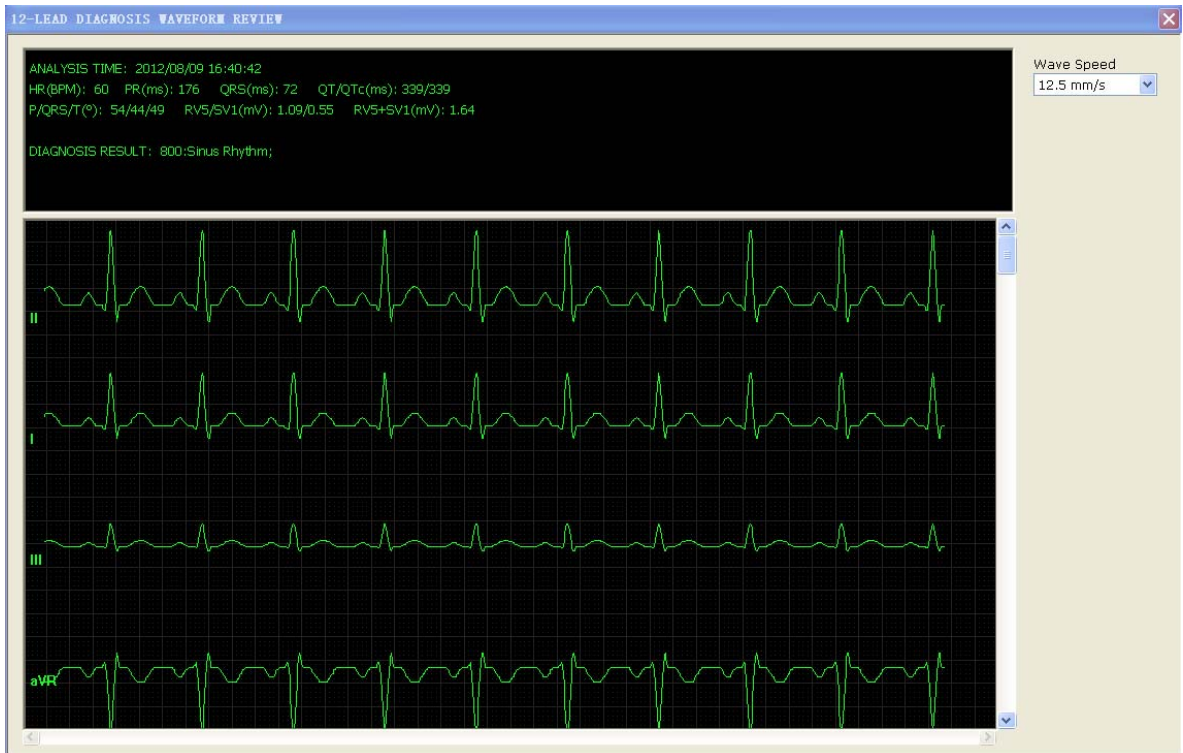 12-LEAD DIAGNOSIS WAVEFORM REVIEW
ANALYSIS TIME: 2012/08/09 16:40:42
HR(BPM): 60 PR(ms): 176 QRS(ms): 72 QT/QTc(ms): 339/339
P/QRS/T(º): 54/44/49 RV5/SV1(mV): 1.09/0.55 RV5+SV1(mV): 1.64
DIAGNOSIS RESULT: 800:Sinus Rhythm;
Wave Speed
12.5 mm/s
II
I
III
aVR